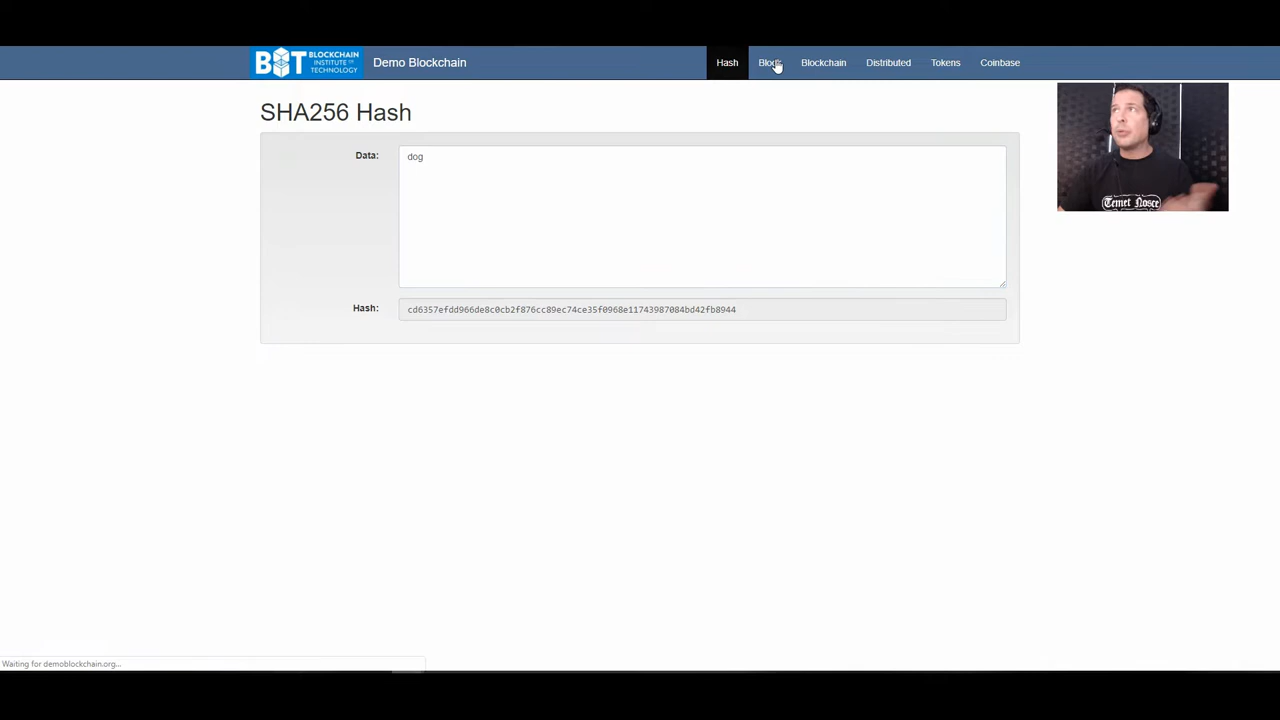 BLOCKCHAIN
INSTITUTE OF
TECHNOLOGY
Demo Blockchain
Hash
Block
Blockchain
Distributed
Tokens
Coinbase
SHA256 Hash
Data:
dog
Temet Nosce
Hash:
cd6357efdd966de8c0cb2f876cc89ec74ce35f0968e11743987084bd42fb8944
Waiting for demoblockchain.org...